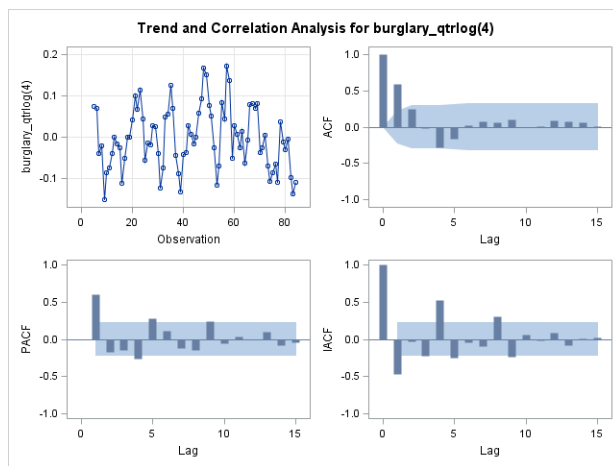 Trend and Correlation Analysis for burglary_qtrlog(4)
burglary_qtrlog(4)
0.2
0.1
0.0
-0.1
0 20 40 60 80
Observation
ACF
1.0
0.5
0.0
-0.5
-1.0
0 5 10 15
Lag
PACF
1.0
0.5
0.0
-0.5
-1.0
0 5 10 15
Lag
IACF
1.0
0.5
0.0
-0.5
-1.0
0 5 10 15
Lag